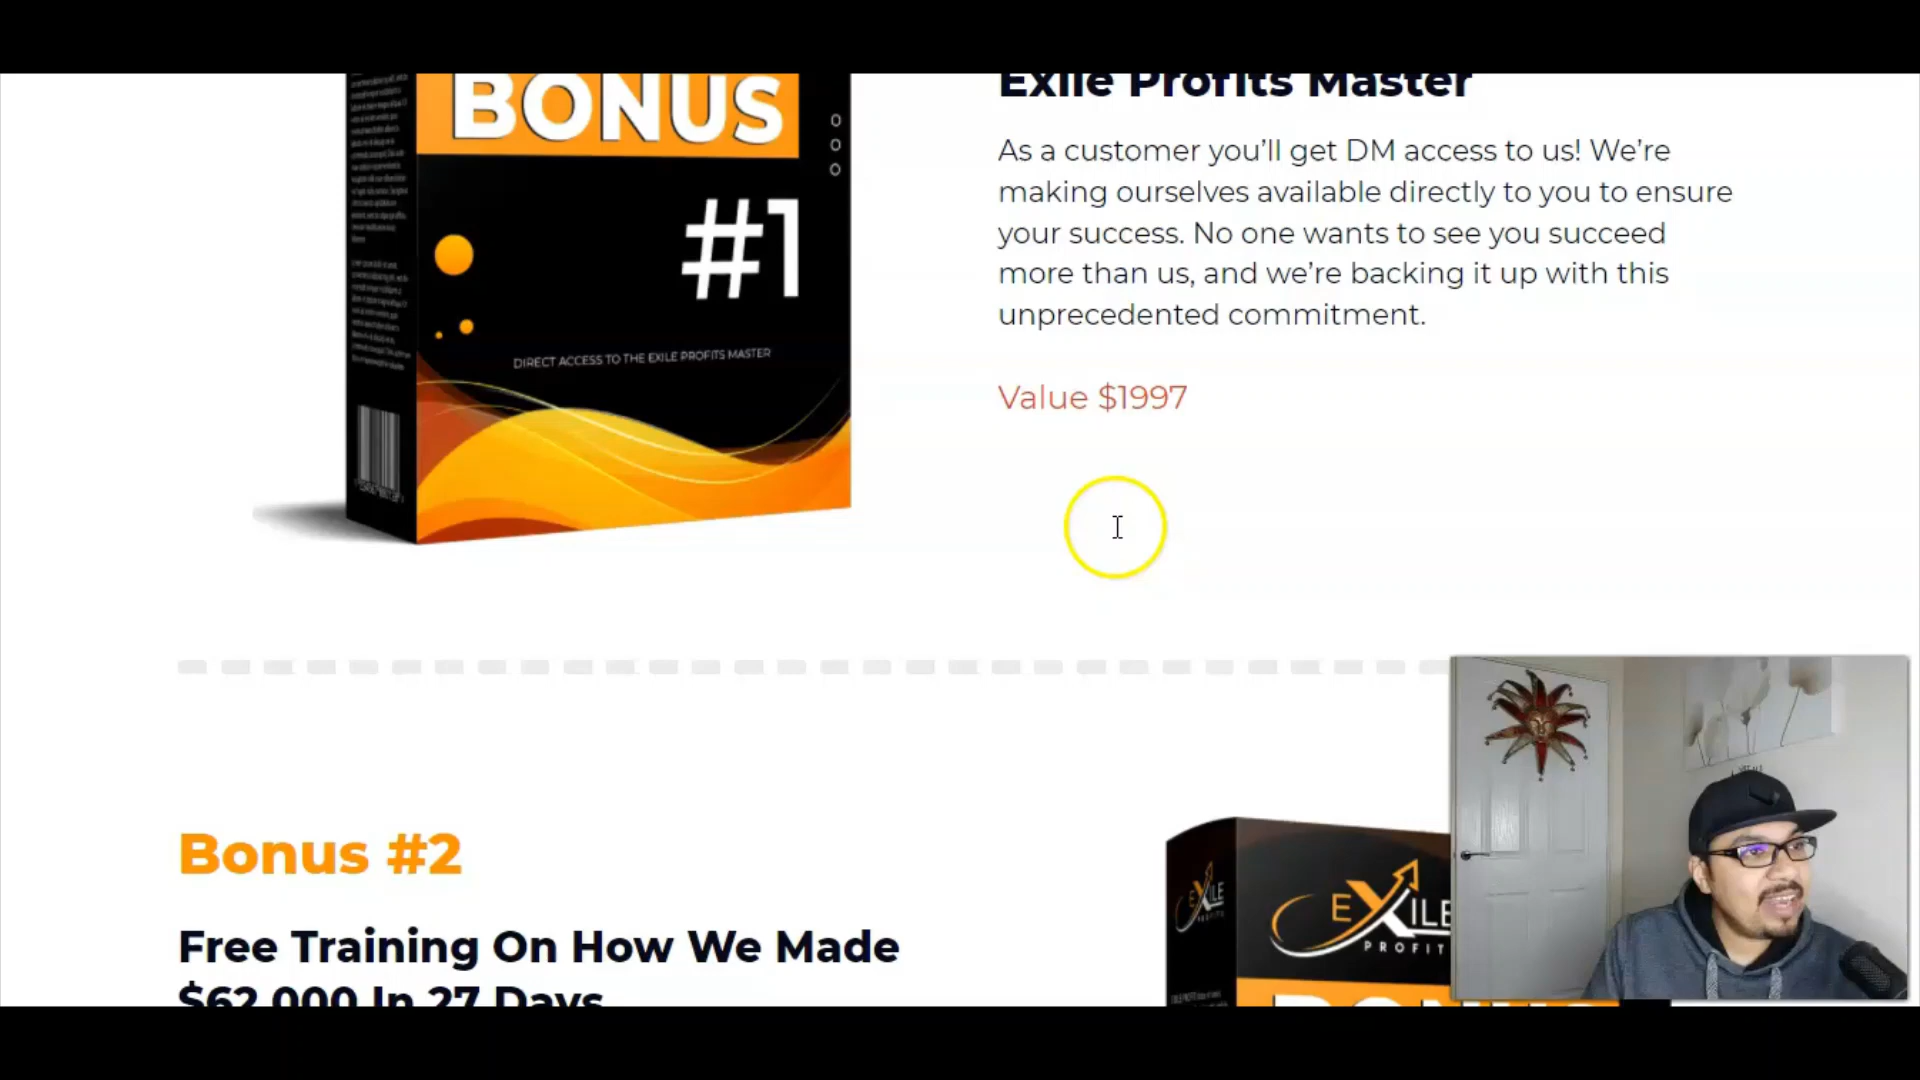 BONUS
#1
DIRECT ACCESS TO THE EXILE PROFITS MASTER
Exile Profits Master
As a customer you’ll get DM access to us! We’re
making ourselves available directly to you to ensure
your success. No one wants to see you succeed
more than us, and we’re backing it up with this
unprecedented commitment.
Value $1997
Bonus #2
Free Training On How We Made
$62,000 In 27 Days
EXILE
PROFITS
EXILE
PROFIT
BONUS